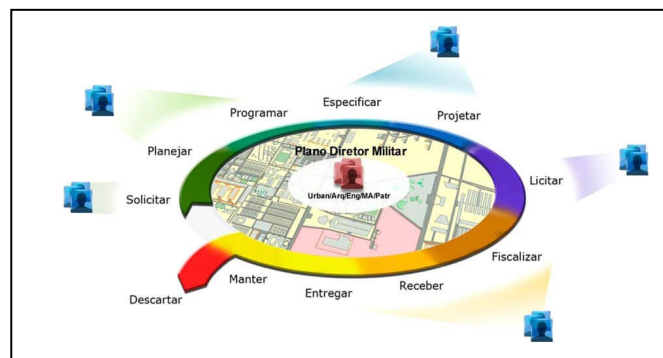 Especificar
Programar
Projetar
Planejar
Plano Diretor Militar
Licitar
Solicitar
Urban/Arq/Eng/MA/Patr
Fiscalizar
Manter
Receber
Descartar
Entregar